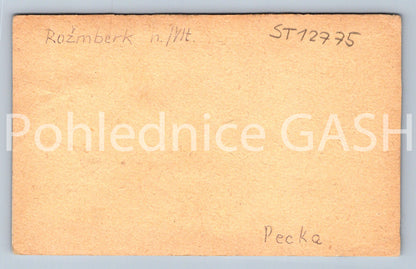 Rožmberk n./Vlt.
ST12775
Pohlednice GASH
Pecka